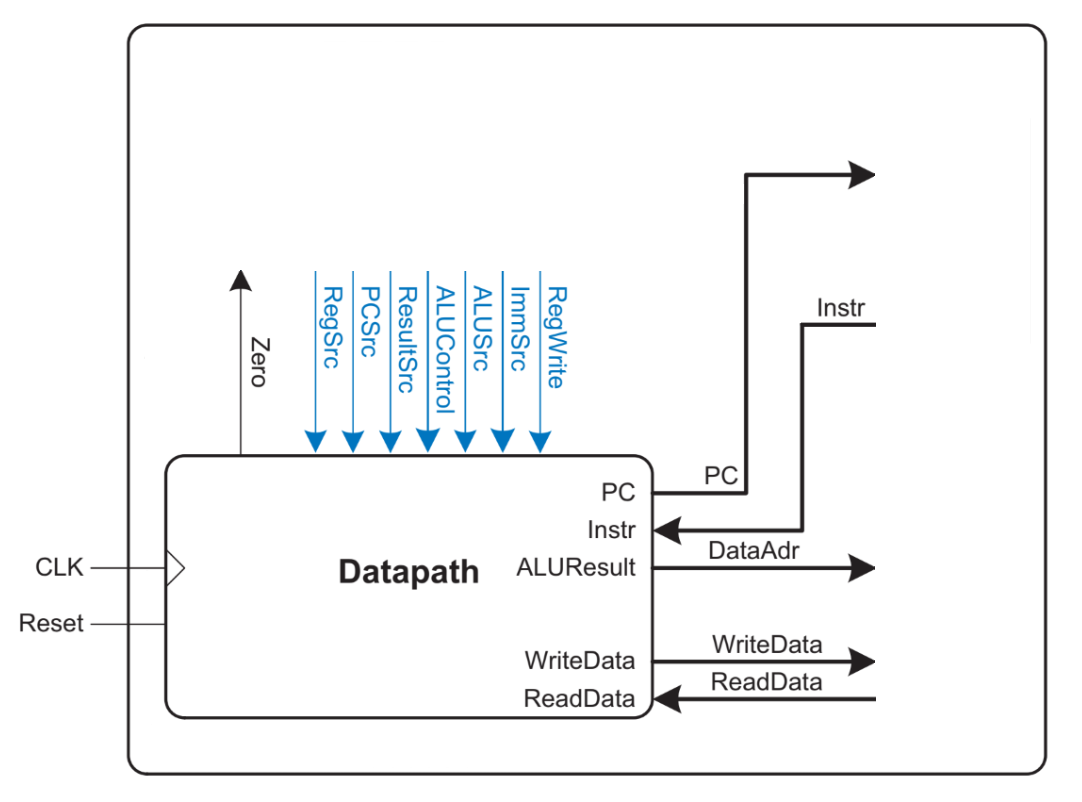 Instr
Zero
RegSrc
PCSrc
ResultSrc
ALUControl
ALUSrc
ImmSrc
RegWrite
PC
PC
Instr
DataAdr
CLK
Datapath
ALUResult
Reset
WriteData
WriteData
ReadData
ReadData